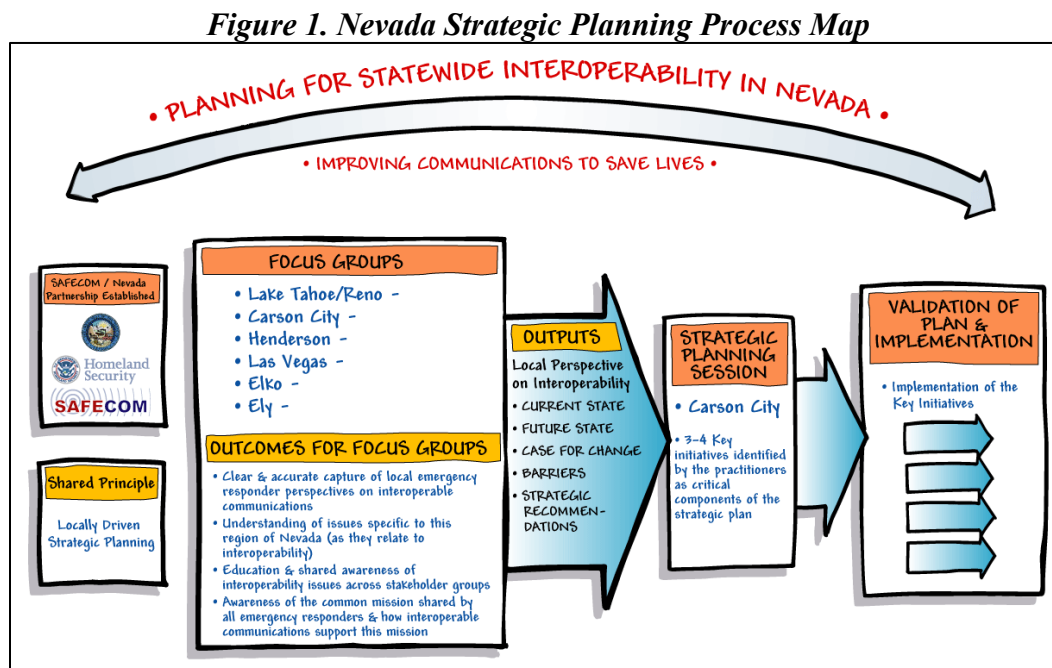 Figure 1. Nevada Strategic Planning Process Map
• PLANNING FOR STATEWIDE INTEROPERABILITY IN NEVADA •
• IMPROVING COMMUNICATIONS TO SAVE LIVES •
SAFECOM / Nevada
Partnership Established
Homeland
Security
SAFECOM
Shared Principle
Locally Driven
Strategic Planning
FOCUS GROUPS
• Lake Tahoe/Reno -
• Carson City -
• Henderson -
• Las Vegas -
• Elko -
• Ely -
OUTCOMES FOR FOCUS GROUPS
• Clear & accurate capture of local emergency
responder perspectives on interoperable
communications
• Understanding of issues specific to this
region of Nevada (as they relate to
interoperability)
• Education & shared awareness of
interoperability issues across stakeholder groups
• Awareness of the common mission shared by
all emergency responders & how interoperable
communications support this mission
OUTPUTS
Local Perspective
on Interoperability
• CURRENT STATE
• FUTURE STATE
• CASE FOR CHANGE
• BARRIERS
• STRATEGIC
RECOMMEN-
DATIONS
STRATEGIC
PLANNING
SESSION
• Carson City
• 3-4 Key
initiatives identified
by the practitioners
as critical
components of the
strategic plan
VALIDATION OF
PLAN &
IMPLEMENTATION
• Implementation of the
Key Initiatives